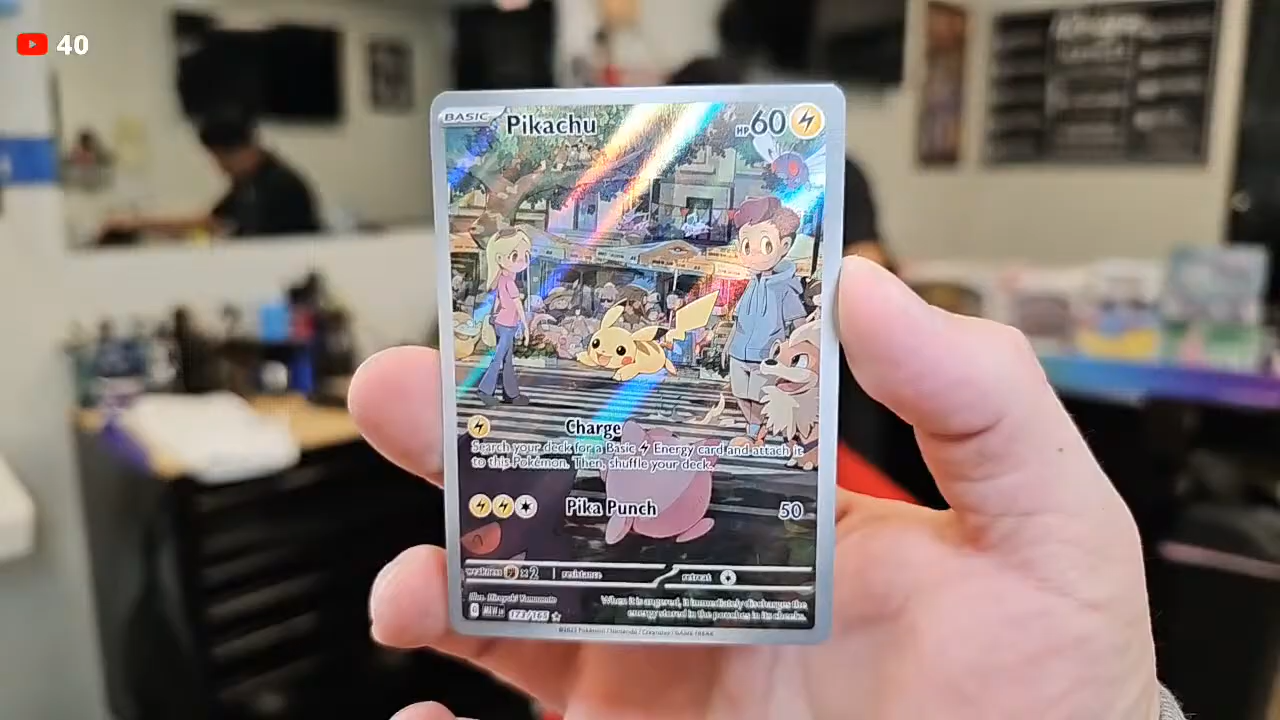 40
BASIC
Pikachu
HP 60
Charge
Search your deck for a Basic Energy card and attach it
to this Pokémon. Then, shuffle your deck.
Pika Punch 50
weakness ×2 resistance retreat
Illus. Hiroyuki Yamamoto
G MEW EN 173/165
When it is angered, it immediately discharges the
energy stored in the pouches in its cheeks.
©2023 Pokémon / Nintendo / Creatures / GAME FREAK